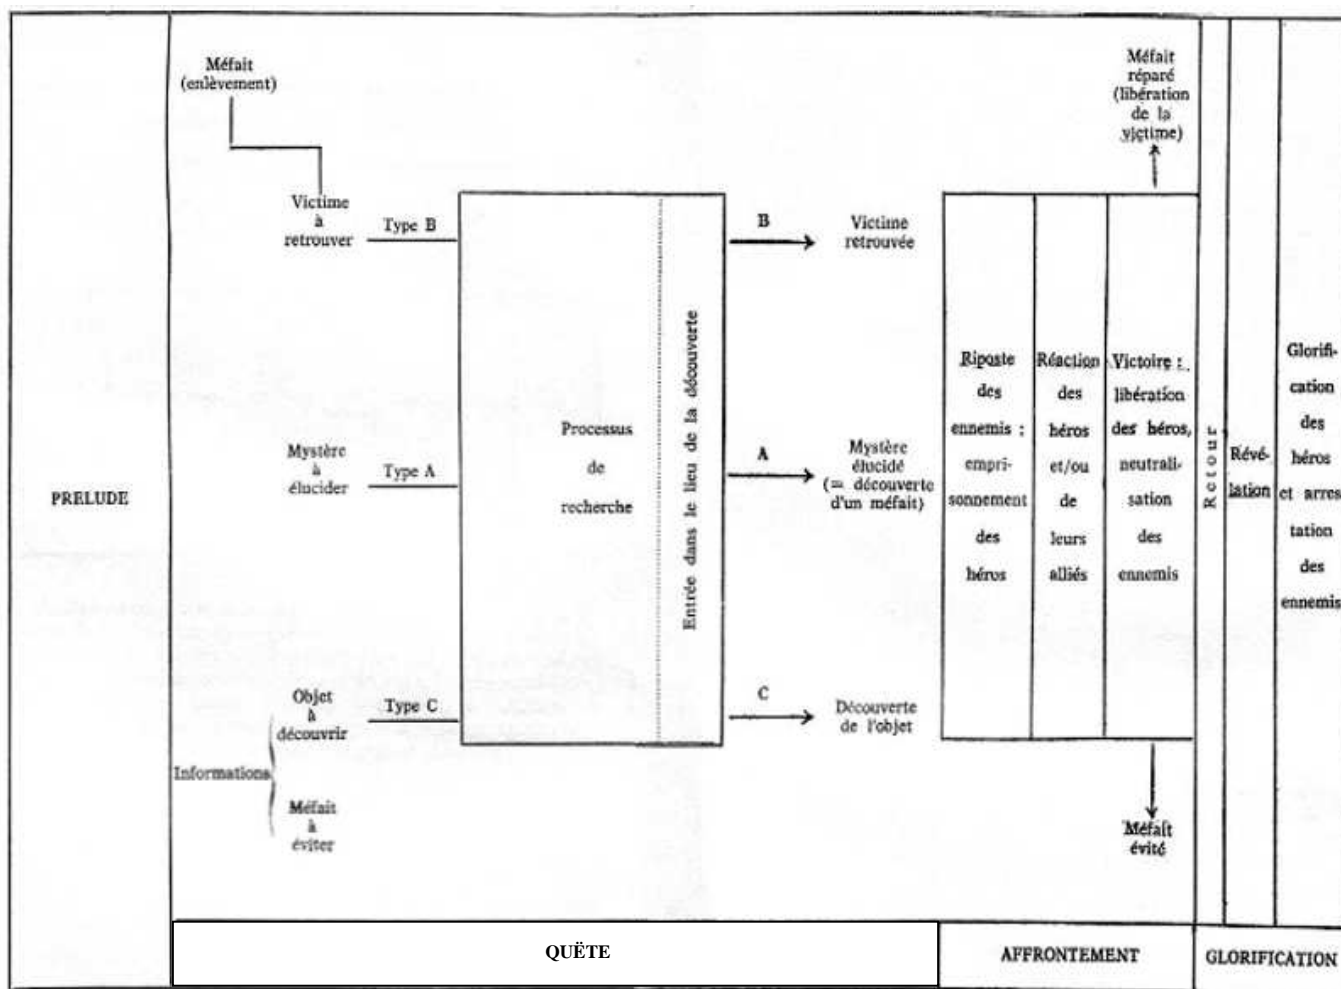 PRELUDE
Méfait
(enlèvement)
Victime
à
retrouver
Type B
Mystère
à
élucider
Type A
Objet
à
découvrir
Type C
Informations
Méfait
à
éviter
Processus
de
recherche
Entrée dans le lieu de la découverte
B
Victime
retrouvée
A
Mystère
élucidé
(= découverte
d'un méfait)
C
Découverte
de l'objet
Méfait
réparé
(libération
de la
victime)
Riposte
des
ennemis :
empri-
sonnement
des
héros
Réaction
des
héros
et/ou
de
leurs
alliés
Victoire :
libération
des héros,
neutrali-
sation
des
ennemis
Méfait
évité
Retour
Révé-
lation
Glorifi-
cation
des
héros
et arres
tation
des
ennemis
QUËTE
AFFRONTEMENT
GLORIFICATION